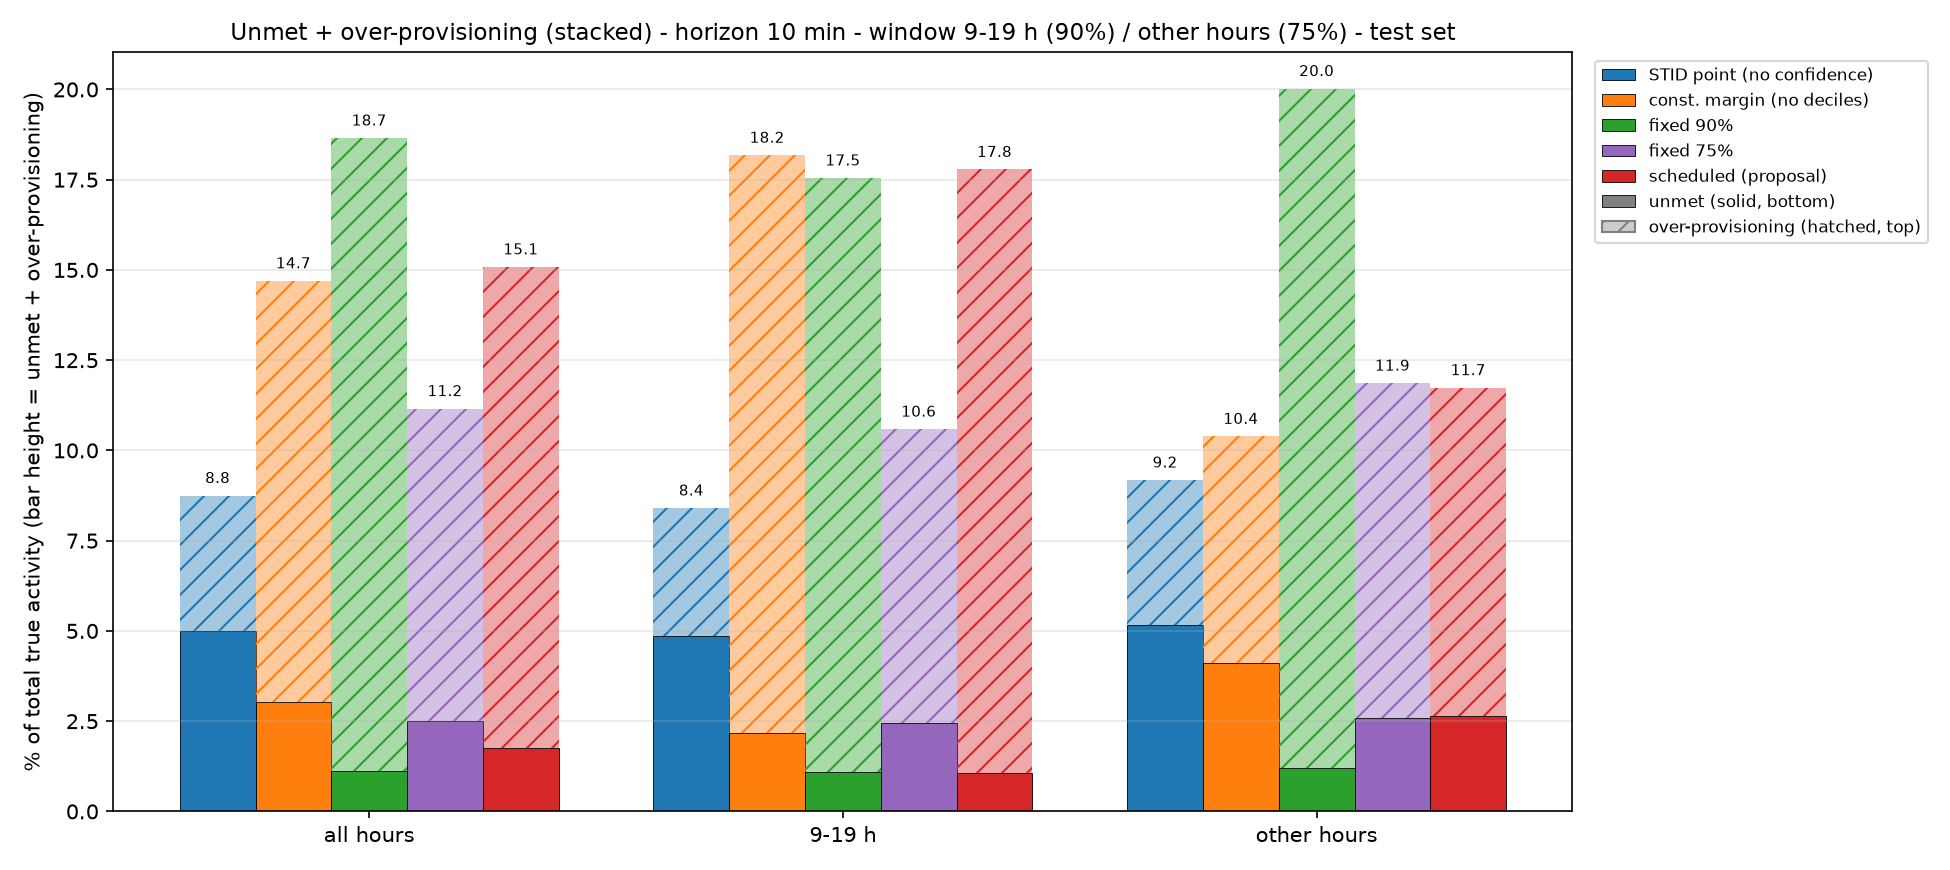 Unmet + over-provisioning (stacked) - horizon 10 min - window 9-19 h (90%) / other hours (75%) - test set
% of total true activity (bar height = unmet + over-provisioning)
20.0
17.5
15.0
12.5
10.0
7.5
5.0
2.5
0.0
8.8
14.7
18.7
11.2
15.1
8.4
18.2
17.5
10.6
17.8
9.2
10.4
20.0
11.9
11.7
all hours
9-19 h
other hours
STID point (no confidence)
const. margin (no deciles)
fixed 90%
fixed 75%
scheduled (proposal)
unmet (solid, bottom)
over-provisioning (hatched, top)